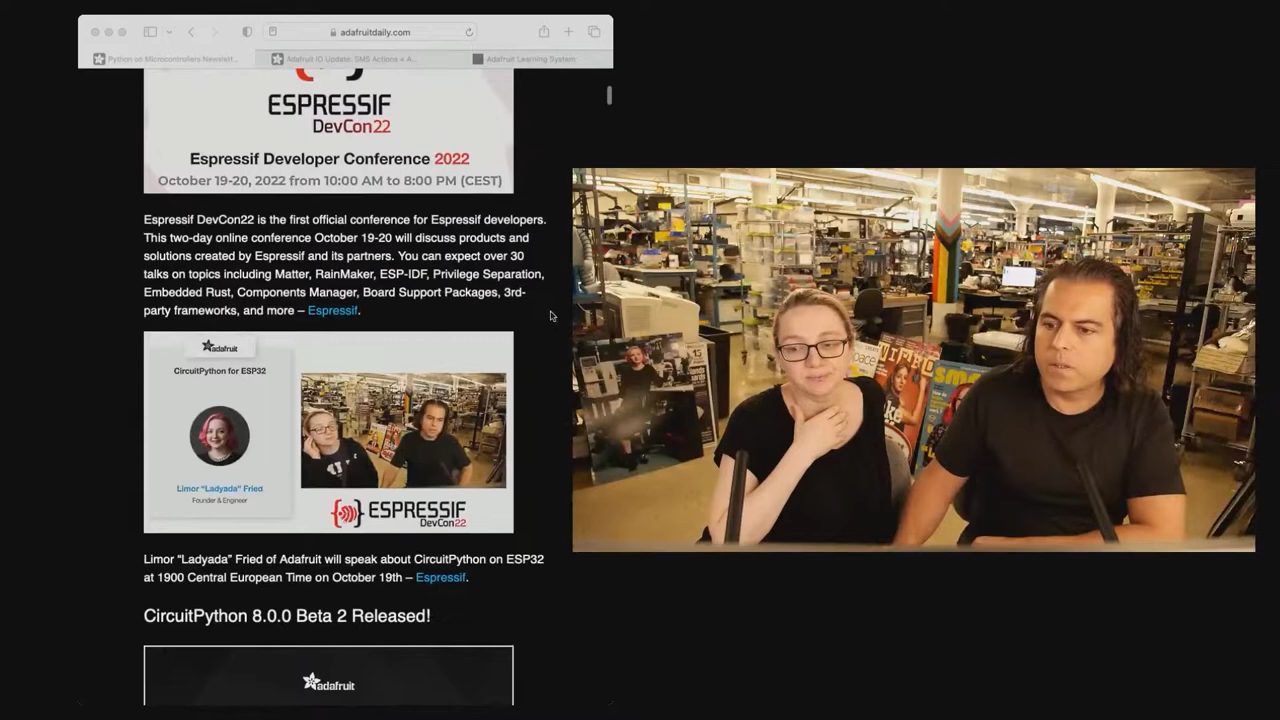 adafruitdaily.com
Python on Microcontrollers Newslett...
Adafruit IO Update: SMS Actions + A...
Adafruit Learning System
ESPRESSIF
DevCon22
Espressif Developer Conference 2022
October 19-20, 2022 from 10:00 AM to 8:00 PM (CEST)
Espressif DevCon22 is the first official conference for Espressif developers.
This two-day online conference October 19-20 will discuss products and
solutions created by Espressif and its partners. You can expect over 30
talks on topics including Matter, RainMaker, ESP-IDF, Privilege Separation,
Embedded Rust, Components Manager, Board Support Packages, 3rd-
party frameworks, and more – Espressif.
adafruit
CircuitPython for ESP32
Limor “Ladyada” Fried
Founder & Engineer
ESPRESSIF
DevCon22
Limor “Ladyada” Fried of Adafruit will speak about CircuitPython on ESP32
at 1900 Central European Time on October 19th – Espressif.
CircuitPython 8.0.0 Beta 2 Released!
adafruit
15
WIRED